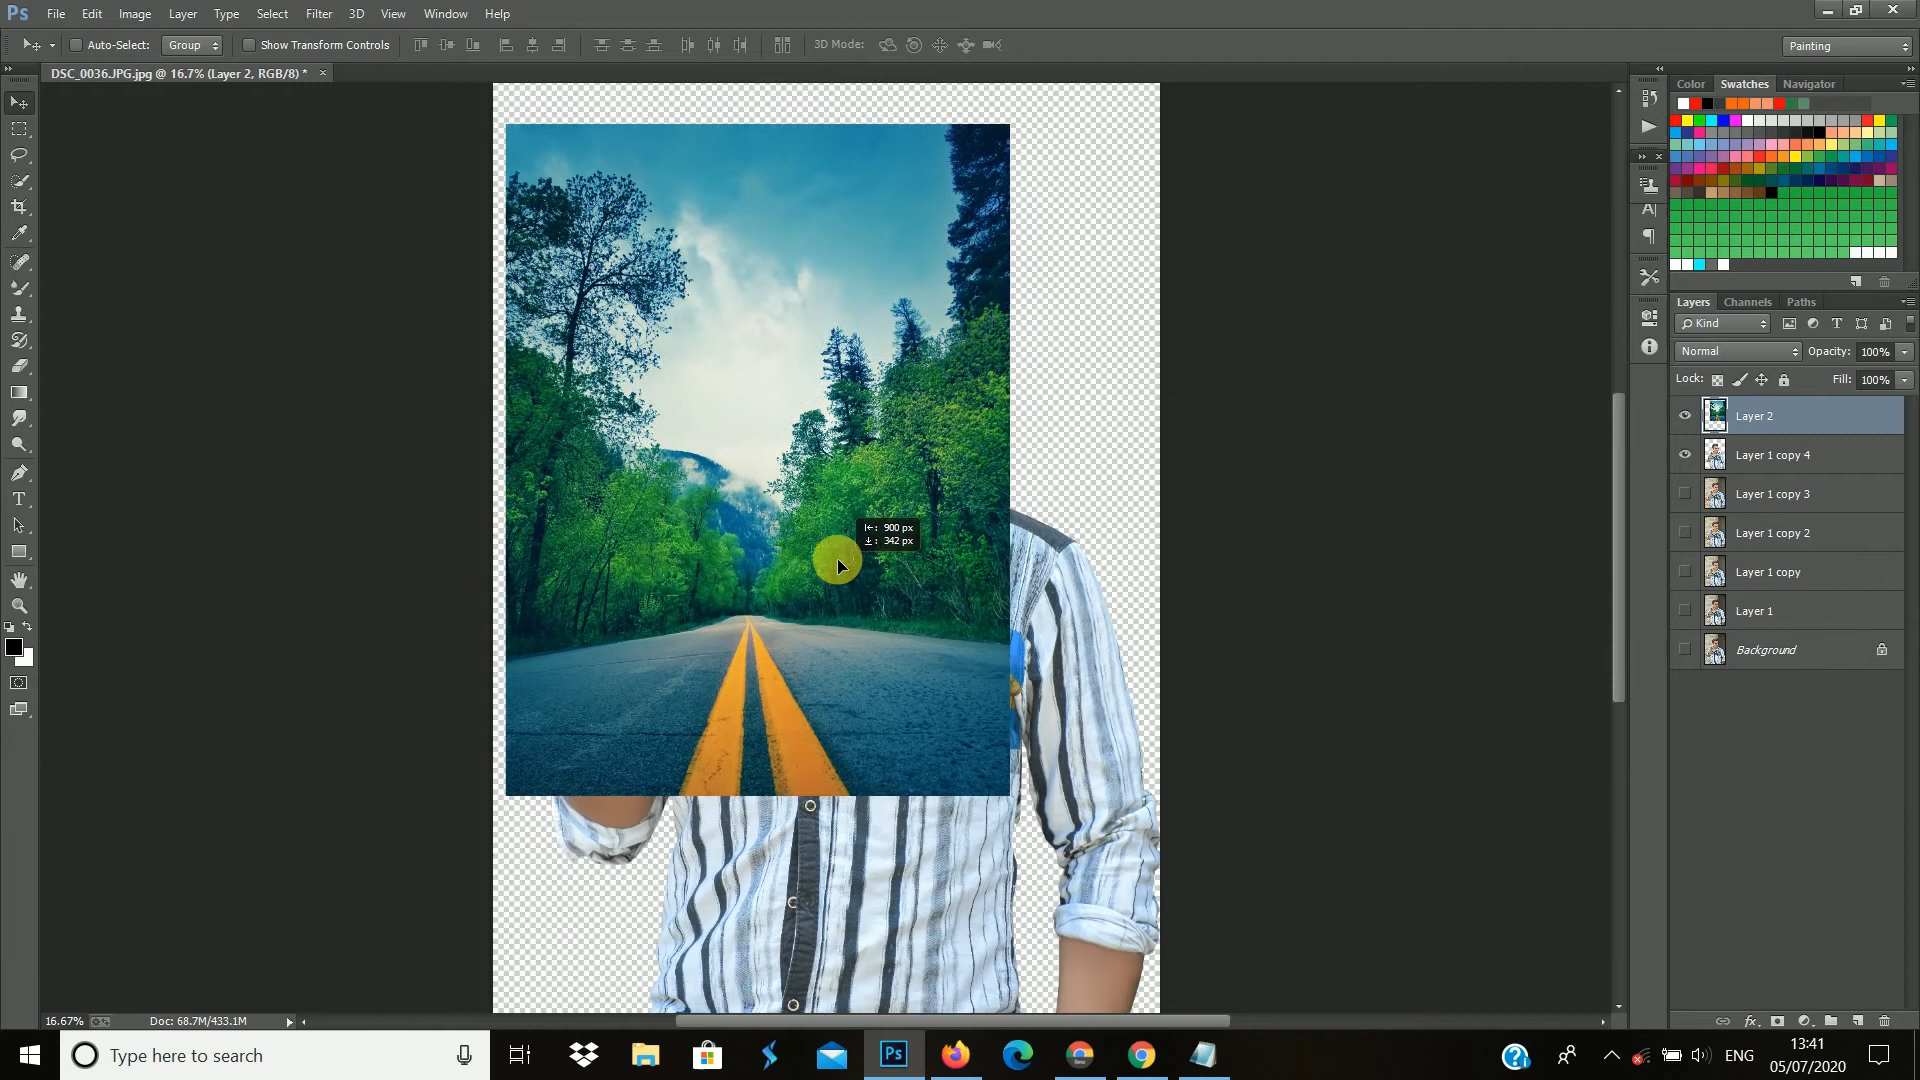 Ps File Edit Image Layer Type Select Filter 3D View Window Help
Auto-Select: Group Show Transform Controls 3D Mode: Painting
DSC_0036.JPG.jpg @ 16.7% (Layer 2, RGB/8) * ×
Color Swatches Navigator
Layers Channels Paths
Kind
Normal Opacity: 100%
Lock: Fill: 100%
Layer 2
Layer 1 copy 4
Layer 1 copy 3
Layer 1 copy 2
Layer 1 copy
Layer 1
Background
900 px
342 px
16.67% Doc: 68.7M/433.1M
Type here to search
Ps
ENG
13:41
05/07/2020